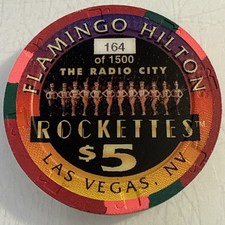 FLAMINGO HILTON
164
of 1500
THE RADIO CITY
ROCKETTES™
$5
LAS VEGAS, NV